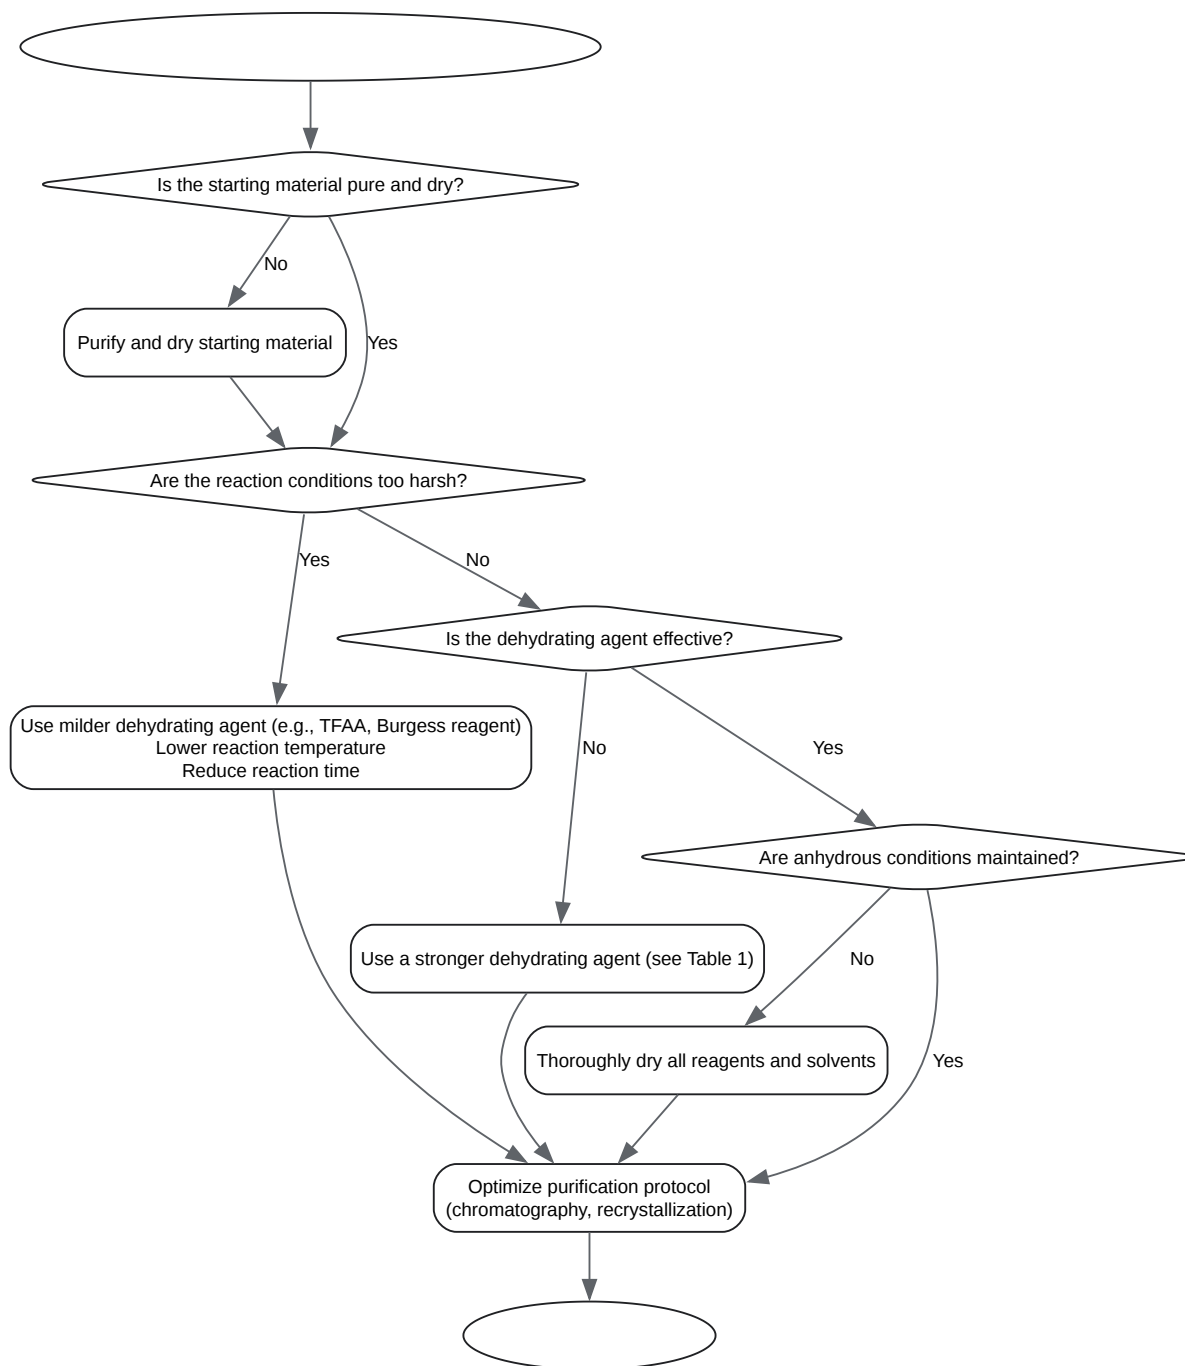 Is the starting material pure and dry?
No
Purify and dry starting material
Yes
Are the reaction conditions too harsh?
Yes
No
Is the dehydrating agent effective?
Use milder dehydrating agent (e.g., TFAA, Burgess reagent)
Lower reaction temperature
Reduce reaction time
No
Yes
Are anhydrous conditions maintained?
Use a stronger dehydrating agent (see Table 1)
No
Thoroughly dry all reagents and solvents
Yes
Optimize purification protocol
(chromatography, recrystallization)